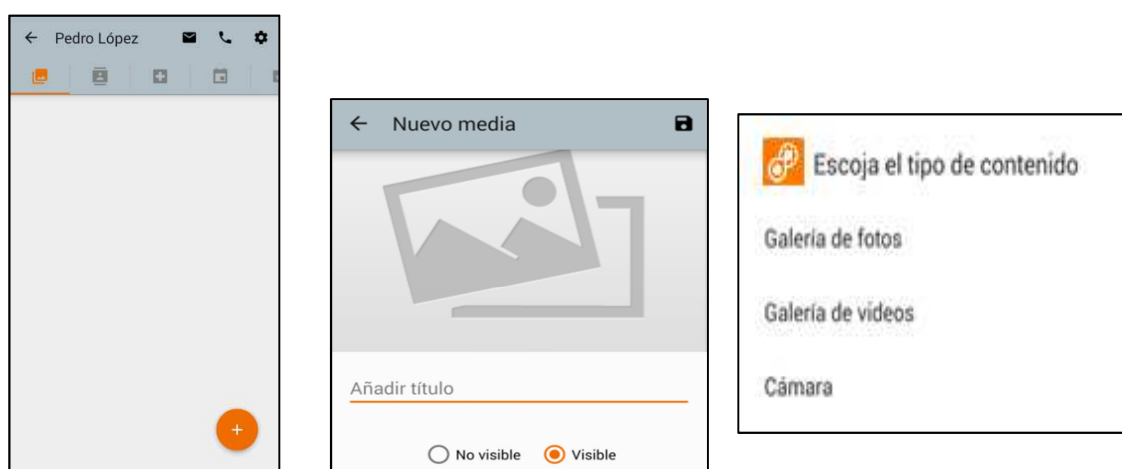 Pedro López
Nuevo media
Añadir título
No visible
Visible
Escoja el tipo de contenido
Galería de fotos
Galería de vídeos
Cámara